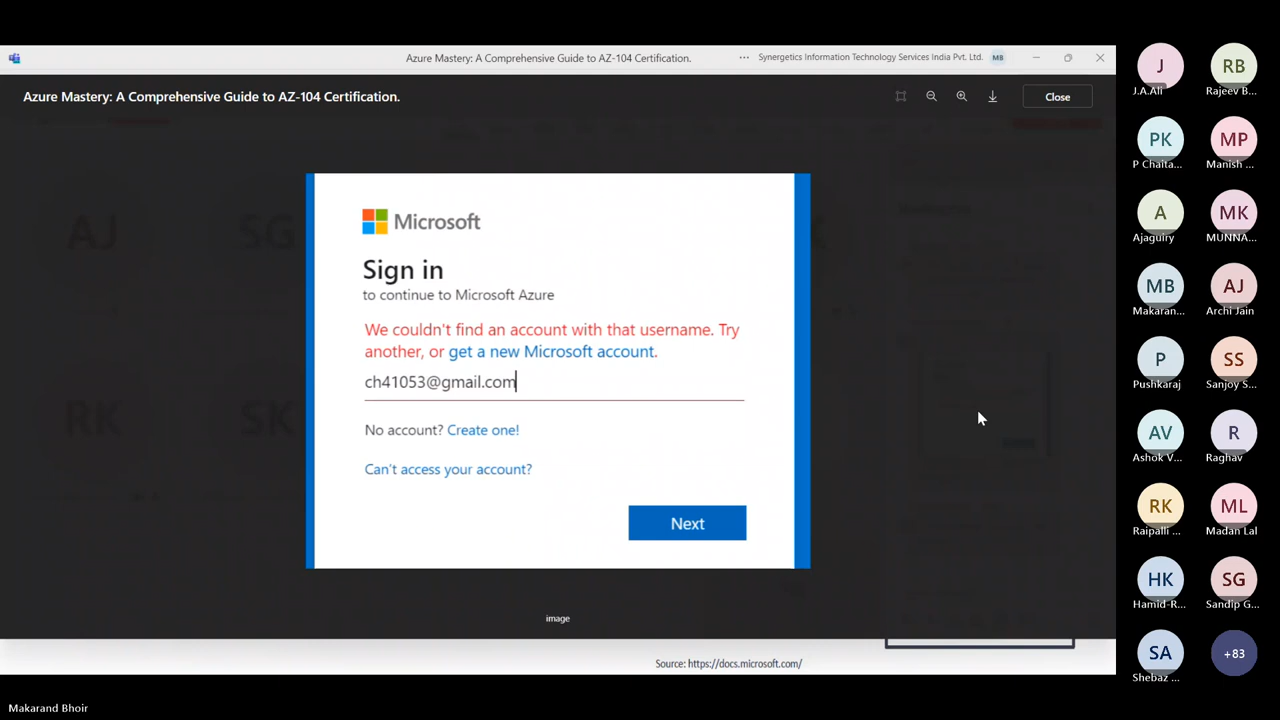 Azure Mastery: A Comprehensive Guide to AZ-104 Certification.
··· Synergetics Information Technology Services India Pvt. Ltd. MB
Azure Mastery: A Comprehensive Guide to AZ-104 Certification.
Close
Microsoft
Sign in
to continue to Microsoft Azure
We couldn't find an account with that username. Try
another, or get a new Microsoft account.
ch41053@gmail.com
No account? Create one!
Can't access your account?
Next
image
AJ
SG
K
RK
SK
Source: https://docs.microsoft.com/
Makarand Bhoir
J
J.A.Ali
RB
Rajeev B...
PK
P Chaita...
MP
Manish ...
A
Ajaguiry
MK
MUNNA...
MB
Makaran...
AJ
Archi Jain
P
Pushkaraj
SS
Sanjoy S...
AV
Ashok V...
R
Raghav
RK
Raipalli ...
ML
Madan Lal
HK
Hamid-R...
SG
Sandip G...
SA
Shebaz ...
+83